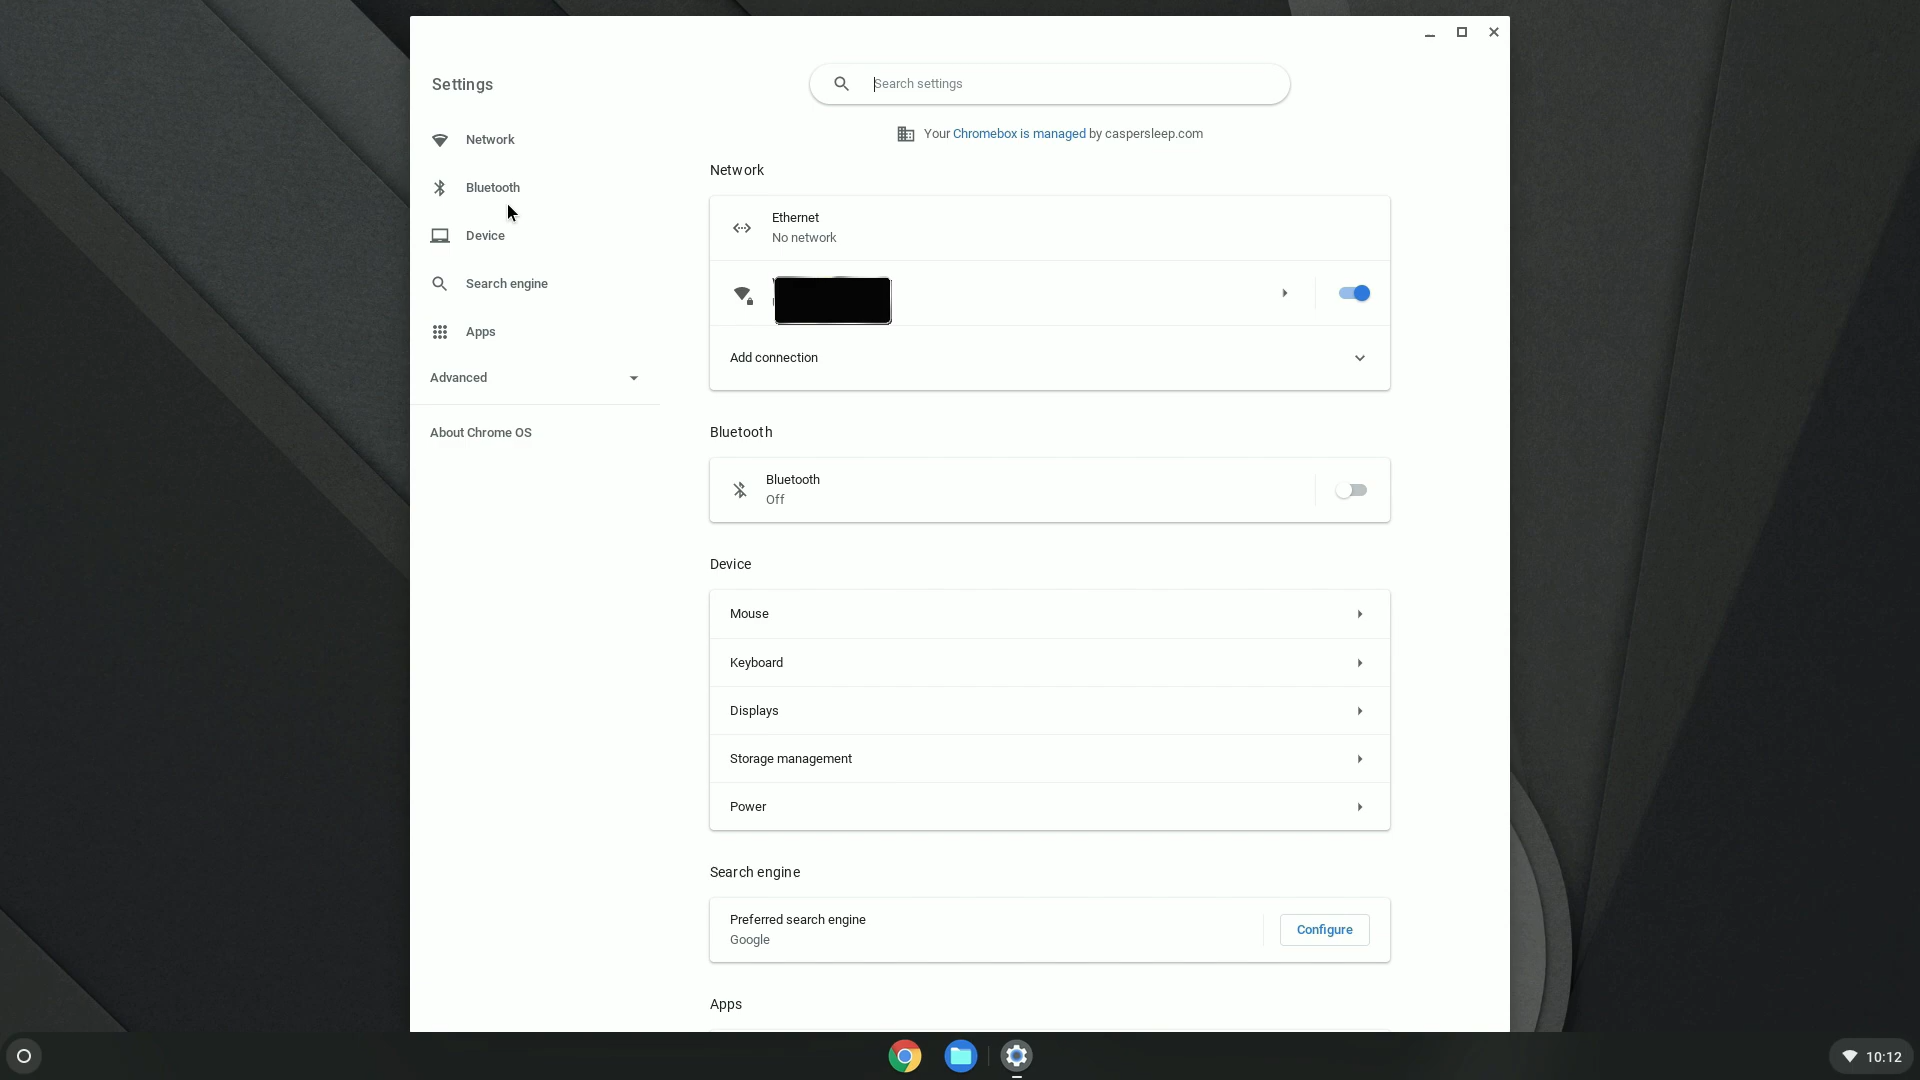 Settings
Search settings
Your Chromebox is managed by caspersleep.com
Network
Bluetooth
Device
Search engine
Apps
Advanced
About Chrome OS
Network
Ethernet
No network
Add connection
Bluetooth
Bluetooth
Off
Device
Mouse
Keyboard
Displays
Storage management
Power
Search engine
Preferred search engine
Google
Configure
Apps
10:12